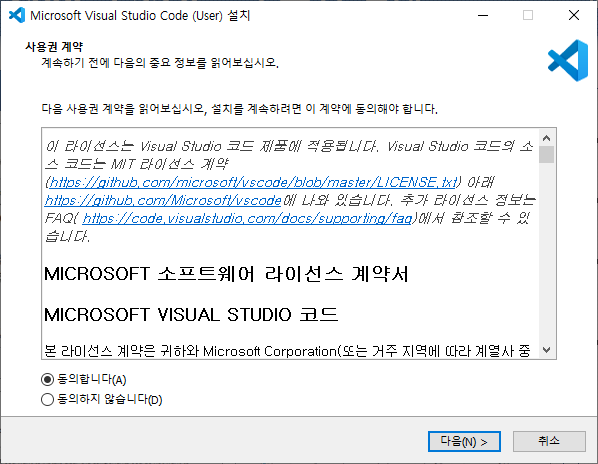 Microsoft Visual Studio Code (User) 설치
사용권 계약
계속하기 전에 다음의 중요 정보를 읽어보십시오.
다음 사용권 계약을 읽어보십시오, 설치를 계속하려면 이 계약에 동의해야 합니다.
이 라이선스는 Visual Studio 코드 제품에 적용됩니다. Visual Studio 코드의 소
스 코드는 MIT 라이선스 계약
(https://github.com/microsoft/vscode/blob/master/LICENSE.txt) 아래
https://github.com/Microsoft/vscode에 나와 있습니다. 추가 라이선스 정보는
FAQ( https://code.visualstudio.com/docs/supporting/faq)에서 참조할 수 있
습니다.
MICROSOFT 소프트웨어 라이선스 계약서
MICROSOFT VISUAL STUDIO 코드
본 라이선스 계약은 귀하와 Microsoft Corporation(또는 거주 지역에 따라 계열사 중
동의합니다(A)
동의하지 않습니다(D)
다음(N) >
취소